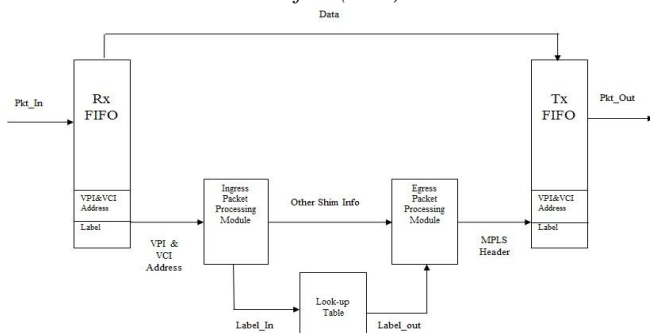 Data
Pkt_In
Rx
FIFO
Tx
FIFO
Pkt_Out
VPI&VCI
Address
Label
Ingress
Packet
Processing
Module
Other Shim Info
Egress
Packet
Processing
Module
VPI&VCI
Address
Label
VPI &
VCI
Address
MPLS
Header
Look-up
Table
Label_In
Label_out